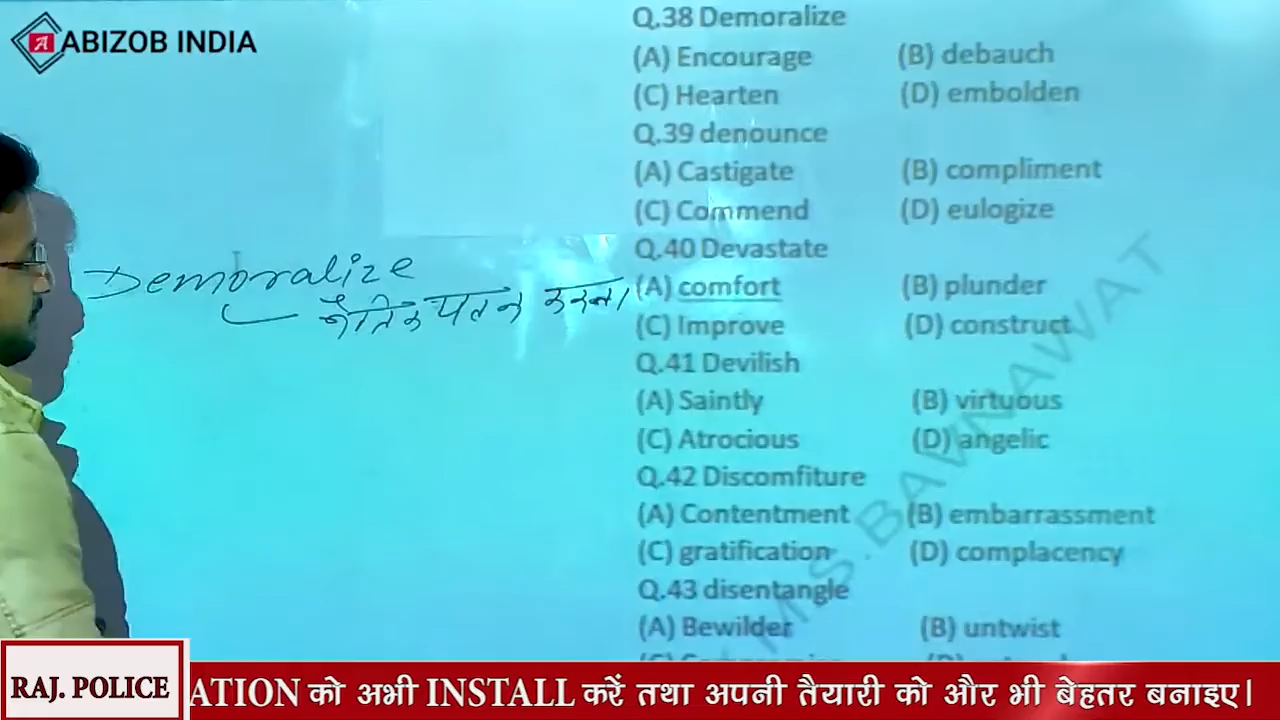 ABIZOB INDIA
Q.38 Demoralize
(A) Encourage (B) debauch
(C) Hearten (D) embolden
Q.39 denounce
(A) Castigate (B) compliment
(C) Commend (D) eulogize
Q.40 Devastate
(A) comfort (B) plunder
(C) Improve (D) construct
Q.41 Devilish
(A) Saintly (B) virtuous
(C) Atrocious (D) angelic
Q.42 Discomfiture
(A) Contentment (B) embarrassment
(C) gratification (D) complacency
Q.43 disentangle
(A) Bewilder (B) untwist
Demoralize
नैतिक पतन करना।
M.S. BAVNAWAT
RAJ. POLICE
ATION को अभी INSTALL करें तथा अपनी तैयारी को और भी बेहतर बनाइए।